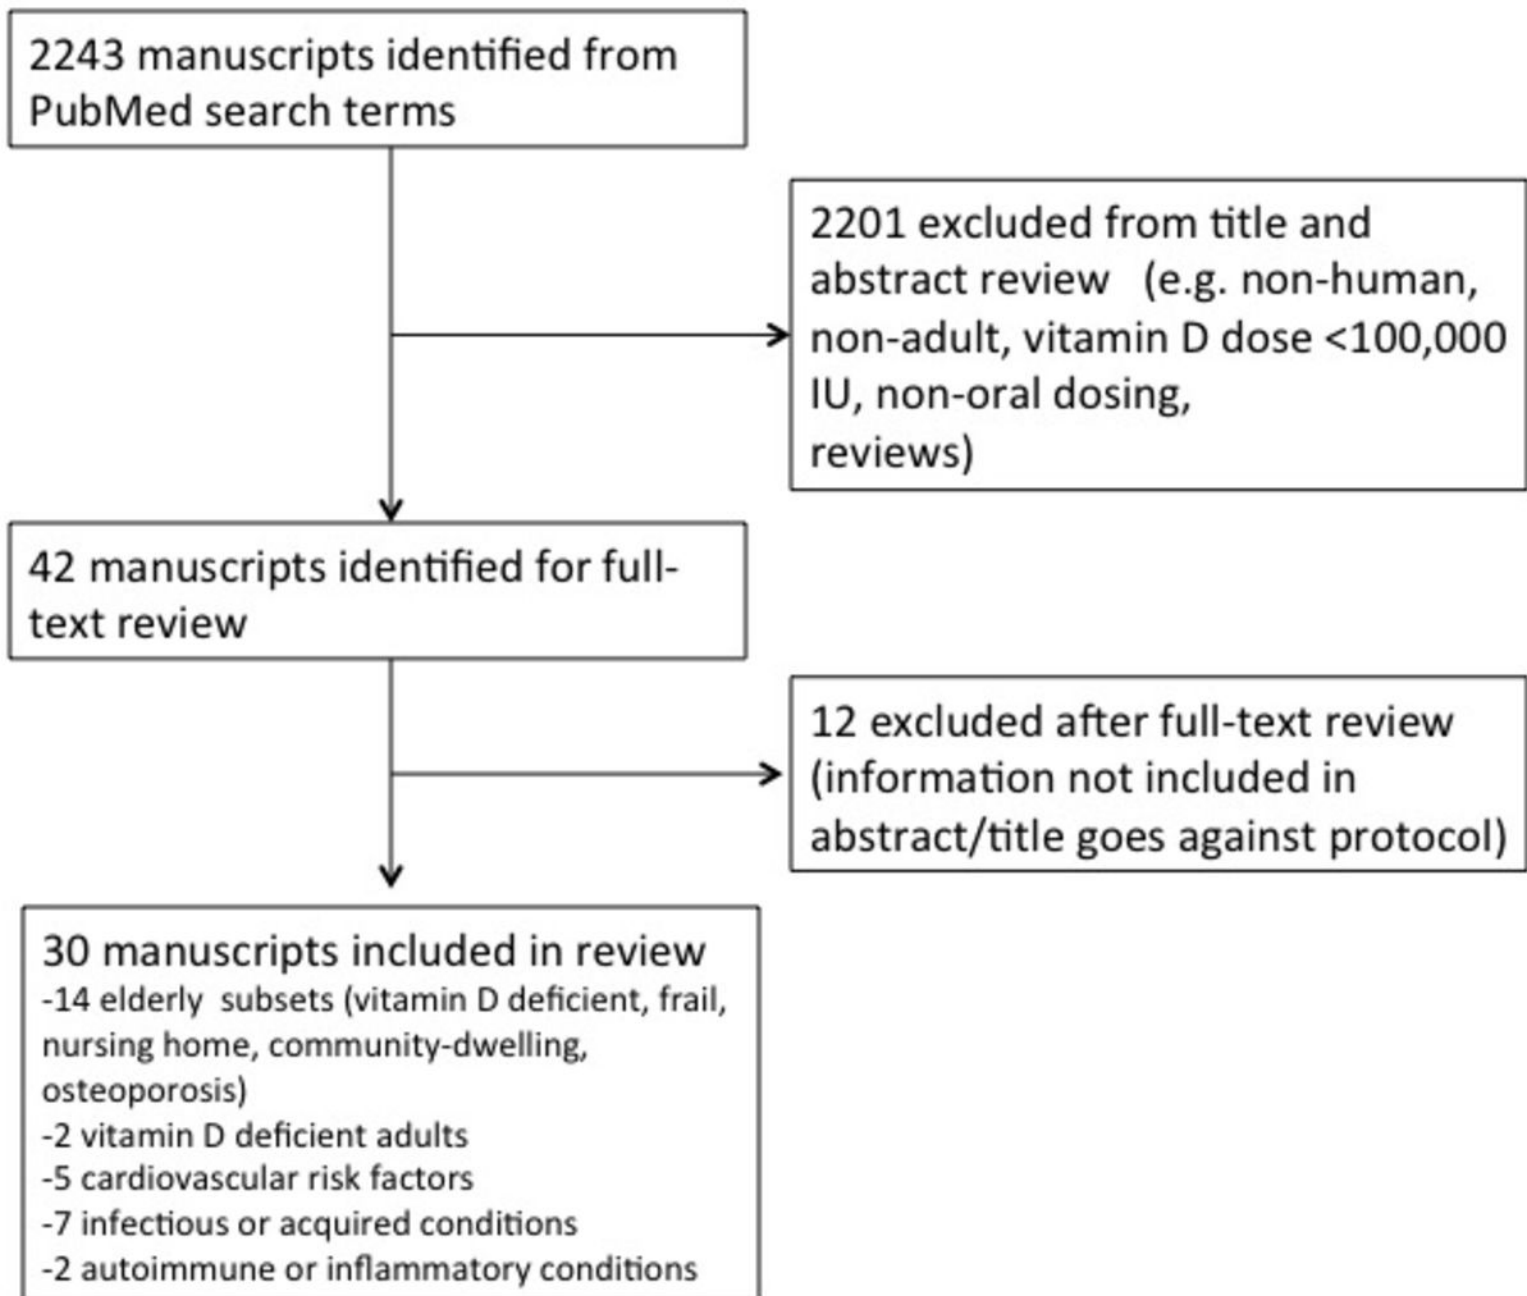 2243 manuscripts identified from
PubMed search terms
2201 excluded from title and
abstract review (e.g. non-human,
non-adult, vitamin D dose <100,000
IU, non-oral dosing,
reviews)
42 manuscripts identified for full-
text review
12 excluded after full-text review
(information not included in
abstract/title goes against protocol)
30 manuscripts included in review
-14 elderly subsets (vitamin D deficient, frail,
nursing home, community-dwelling,
osteoporosis)
-2 vitamin D deficient adults
-5 cardiovascular risk factors
-7 infectious or acquired conditions
-2 autoimmune or inflammatory conditions